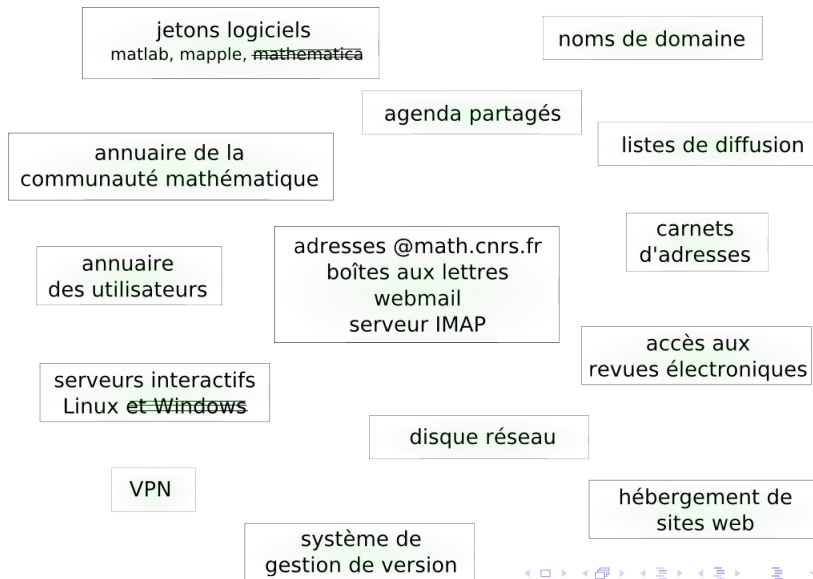 jetons logiciels
matlab, mapple, mathematica
noms de domaine
agenda partagés
listes de diffusion
annuaire de la
communauté mathématique
carnets
d'adresses
adresses @math.cnrs.fr
boîtes aux lettres
webmail
serveur IMAP
annuaire
des utilisateurs
accès aux
revues électroniques
serveurs interactifs
Linux et Windows
disque réseau
VPN
hébergement de
sites web
système de
gestion de version